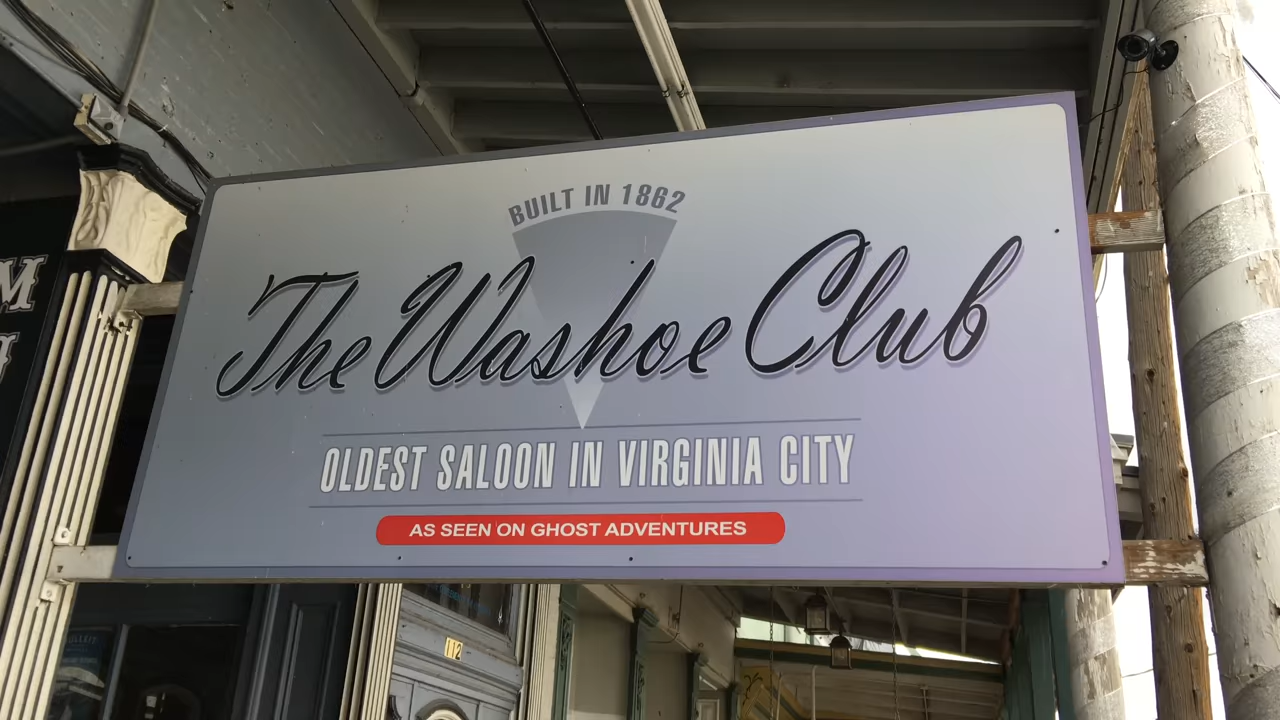 BUILT IN 1862
The Washoe Club
OLDEST SALOON IN VIRGINIA CITY
AS SEEN ON GHOST ADVENTURES
112